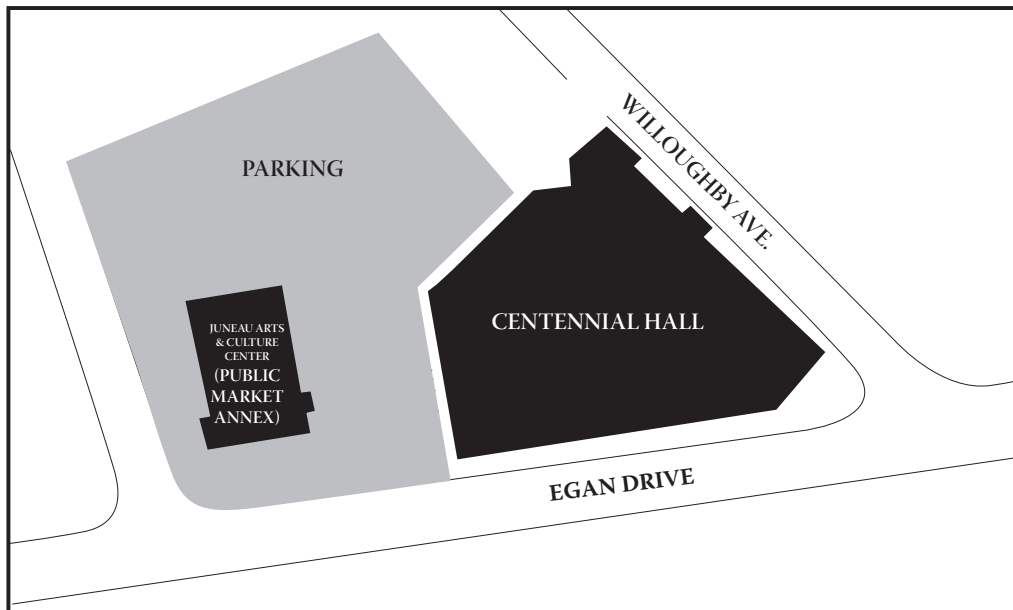 WILLOUGHBY AVE.
PARKING
CENTENNIAL HALL
JUNEAU ARTS
& CULTURE
CENTER
(PUBLIC
MARKET
ANNEX)
EGAN DRIVE